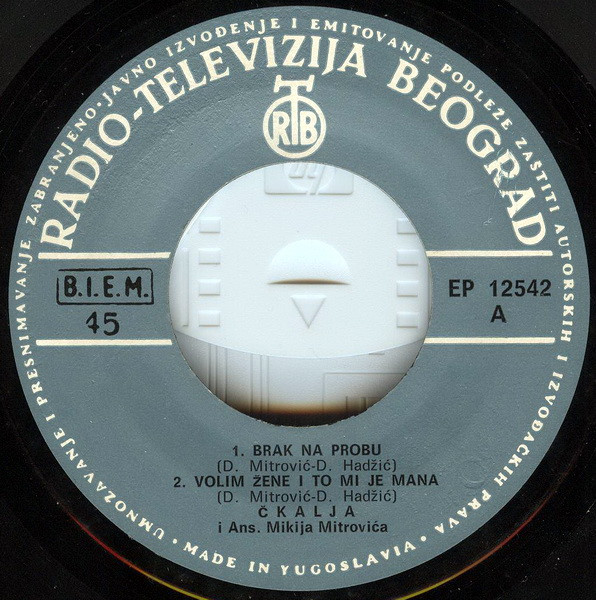 UMNOŽAVANJE I PRESNIMAVANJE ZABRANJENO · JAVNO IZVOĐENJE I EMITOVANJE PODLEŽE ZAŠTITI AUTORSKIH I IZVOĐAČKIH PRAVA ·
RADIO-TELEVIZIJA BEOGRAD
RTB
B.I.E.M.
45
EP 12542
A
1. BRAK NA PROBU
(D. Mitrović-D. Hadžić)
2. VOLIM ŽENE I TO MI JE MANA
(D. Mitrović-D. Hadžić)
ČKALJA
i Ans. Mikija Mitrovića
· MADE IN YUGOSLAVIA ·